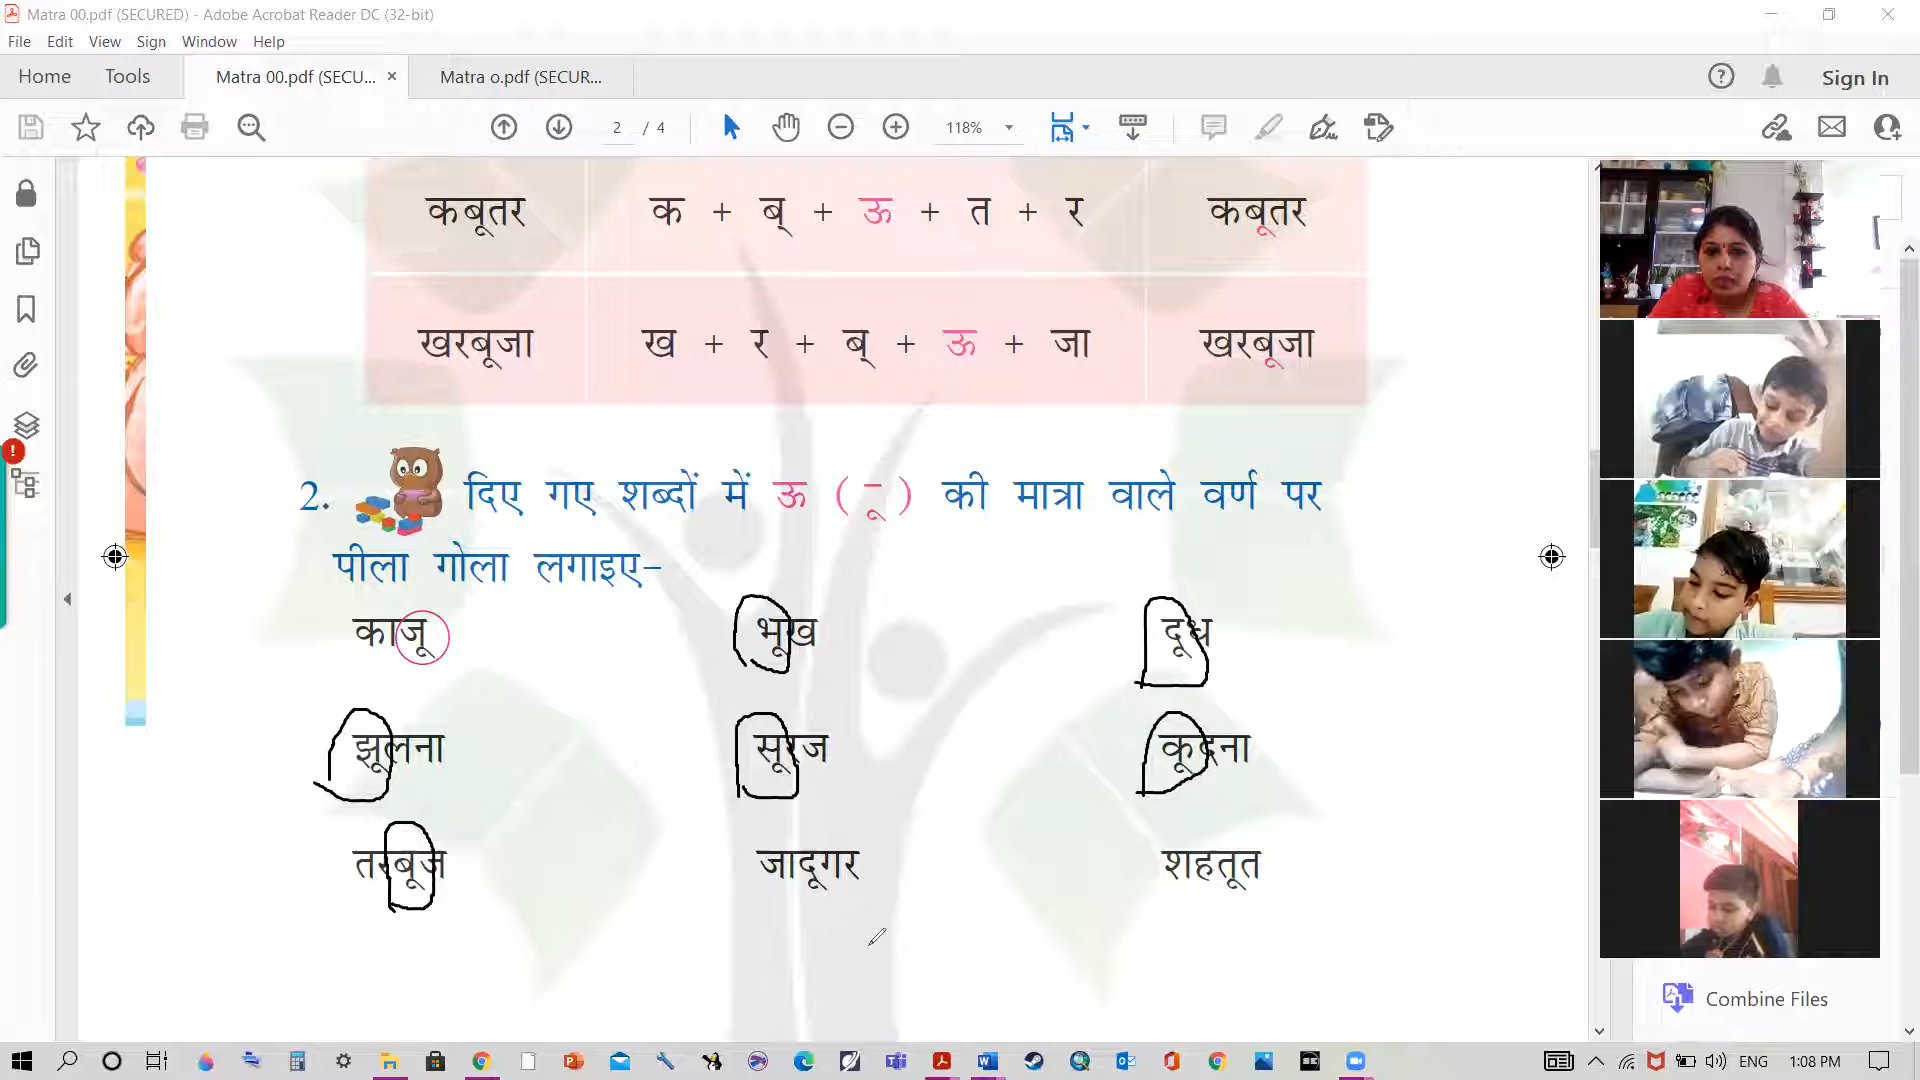 Matra 00.pdf (SECURED) - Adobe Acrobat Reader DC (32-bit)
File Edit View Sign Window Help
Home Tools Matra 00.pdf (SECU... × Matra o.pdf (SECUR... Sign In
2 / 4 118%
कबूतर क + ब् + ऊ + त + र कबूतर
खरबूजा ख + र + ब् + ऊ + जा खरबूजा
2. दिए गए शब्दों में ऊ ( ू ) की मात्रा वाले वर्ण पर
पीला गोला लगाइए-
काजू भूख दूध
झूलना सूरज कूदना
तरबूज जादूगर शहतूत
Combine Files
ENG 1:08 PM